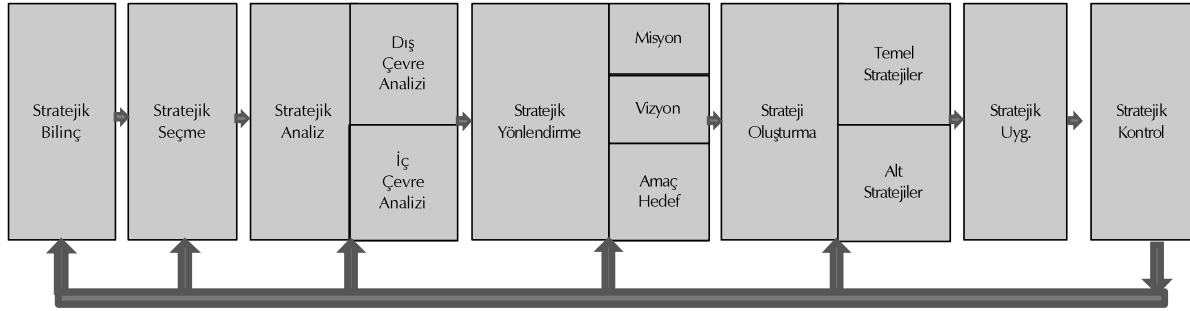 Stratejik
Bilinç
Stratejik
Seçme
Stratejik
Analiz
Dış
Çevre
Analizi
İç
Çevre
Analizi
Stratejik
Yönlendirme
Misyon
Vizyon
Amaç
Hedef
Strateji
Oluşturma
Temel
Stratejiler
Alt
Stratejiler
Stratejik
Uyg.
Stratejik
Kontrol